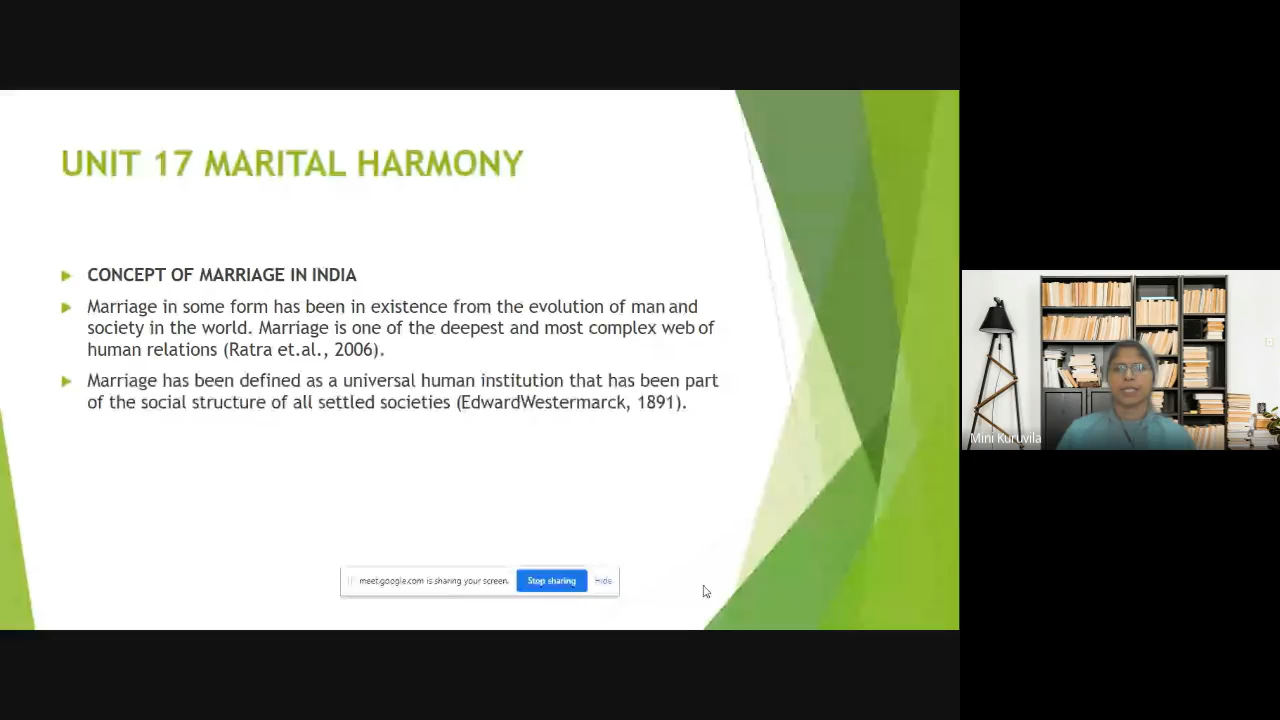 UNIT 17 MARITAL HARMONY
CONCEPT OF MARRIAGE IN INDIA
Marriage in some form has been in existence from the evolution of man and
society in the world. Marriage is one of the deepest and most complex web of
human relations (Ratra et.al., 2006).
Marriage has been defined as a universal human institution that has been part
of the social structure of all settled societies (EdwardWestermarck, 1891).
meet.google.com is sharing your screen.
Stop sharing
Hide
Mini Kuruvila